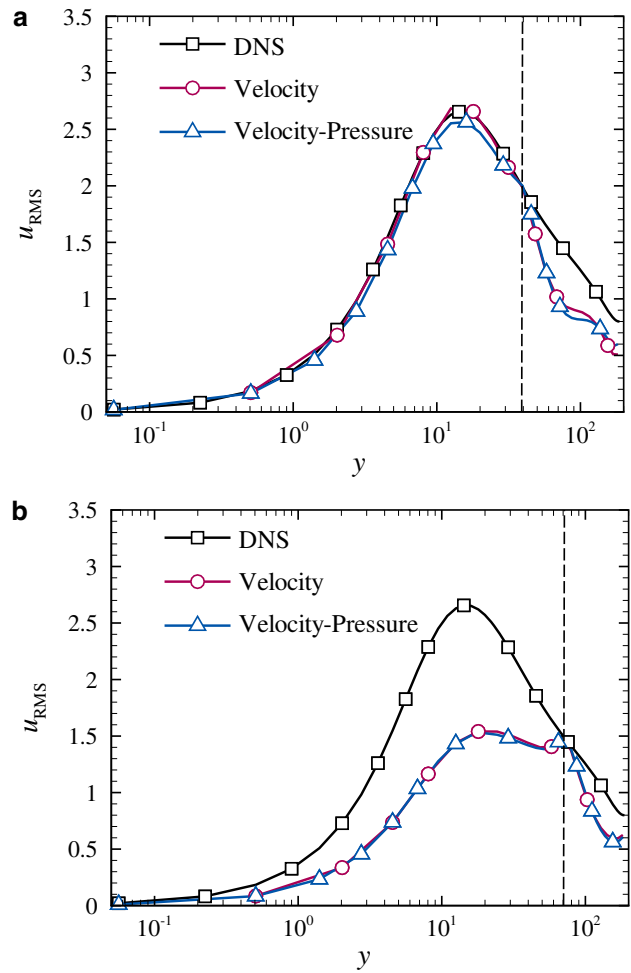 a
3.5
3
2.5
2
1.5
1
0.5
0
u_RMS
DNS
Velocity
Velocity-Pressure
10^-1 10^0 10^1 10^2
y
b
3.5
3
2.5
2
1.5
1
0.5
0
u_RMS
DNS
Velocity
Velocity-Pressure
10^-1 10^0 10^1 10^2
y